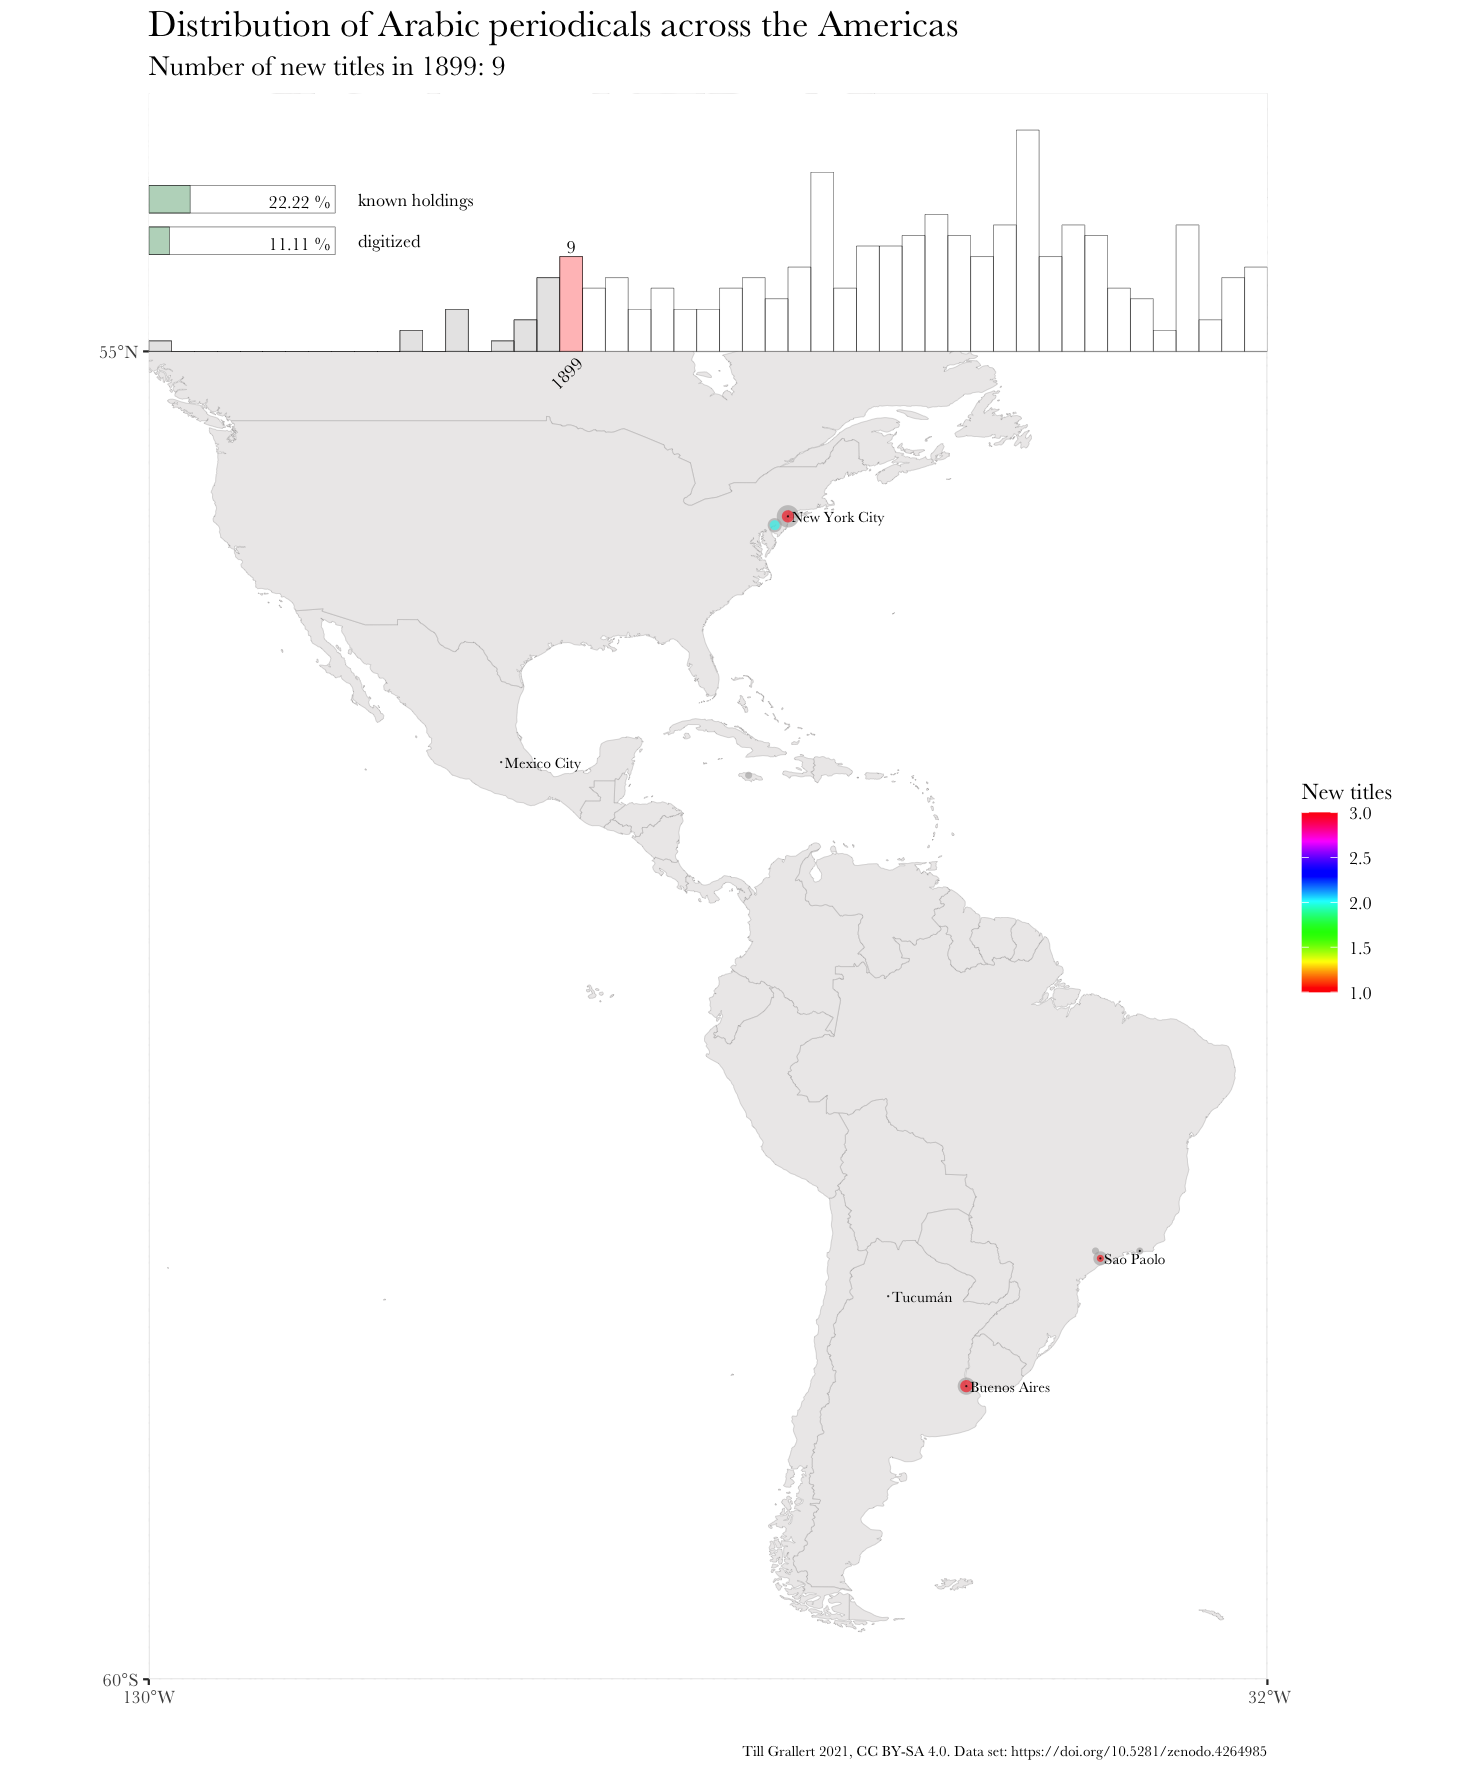 Distribution of Arabic periodicals across the Americas
Number of new titles in 1899: 9
22.22 % known holdings
11.11 % digitized
9
55°N
1899
New York City
Mexico City
New titles
3.0
2.5
2.0
1.5
1.0
Sao Paolo
Tucumán
Buenos Aires
60°S
130°W 32°W
Till Grallert 2021, CC BY-SA 4.0. Data set: https://doi.org/10.5281/zenodo.4264985